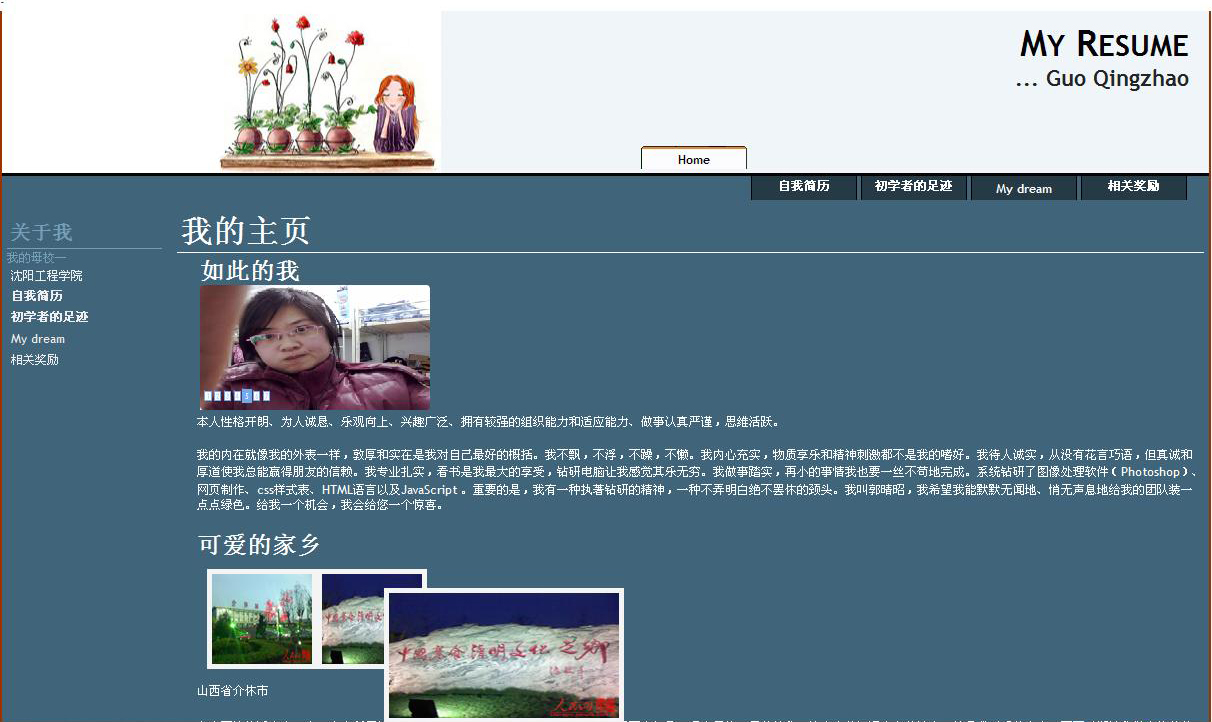 My Resume
... Guo Qingzhao
Home
自我简历 初学者的足迹 My dream 相关奖励
关于我
我的母校一
沈阳工程学院
自我简历
初学者的足迹
My dream
相关奖励
我的主页
如此的我
5
本人性格开朗、为人诚恳、乐观向上、兴趣广泛、拥有较强的组织能力和适应能力、做事认真严谨，思维活跃。
我的内在就像我的外表一样，敦厚和实在是我对自己最好的概括。我不飘，不浮，不躁，不懒。我内心充实，物质享乐和精神刺激都不是我的嗜好。我待人诚实，从没有花言巧语，但真诚和
厚道使我总能赢得朋友的信赖。我专业扎实，看书是我最大的享受，钻研电脑让我感觉其乐无穷。我做事踏实，再小的事情我也要一丝不苟地完成。系统钻研了图像处理软件（Photoshop）、
网页制作、css样式表、HTML语言以及JavaScript 。重要的是，我有一种执著钻研的精神，一种不弄明白绝不罢休的颈头。我叫郭晴昭，我希望我能默默无闻地、悄无声息地给我的团队装一
点点绿色。给我一个机会，我会给您一个惊喜。
可爱的家乡
中国寒食清明文化之乡
人民网
山西省介休市